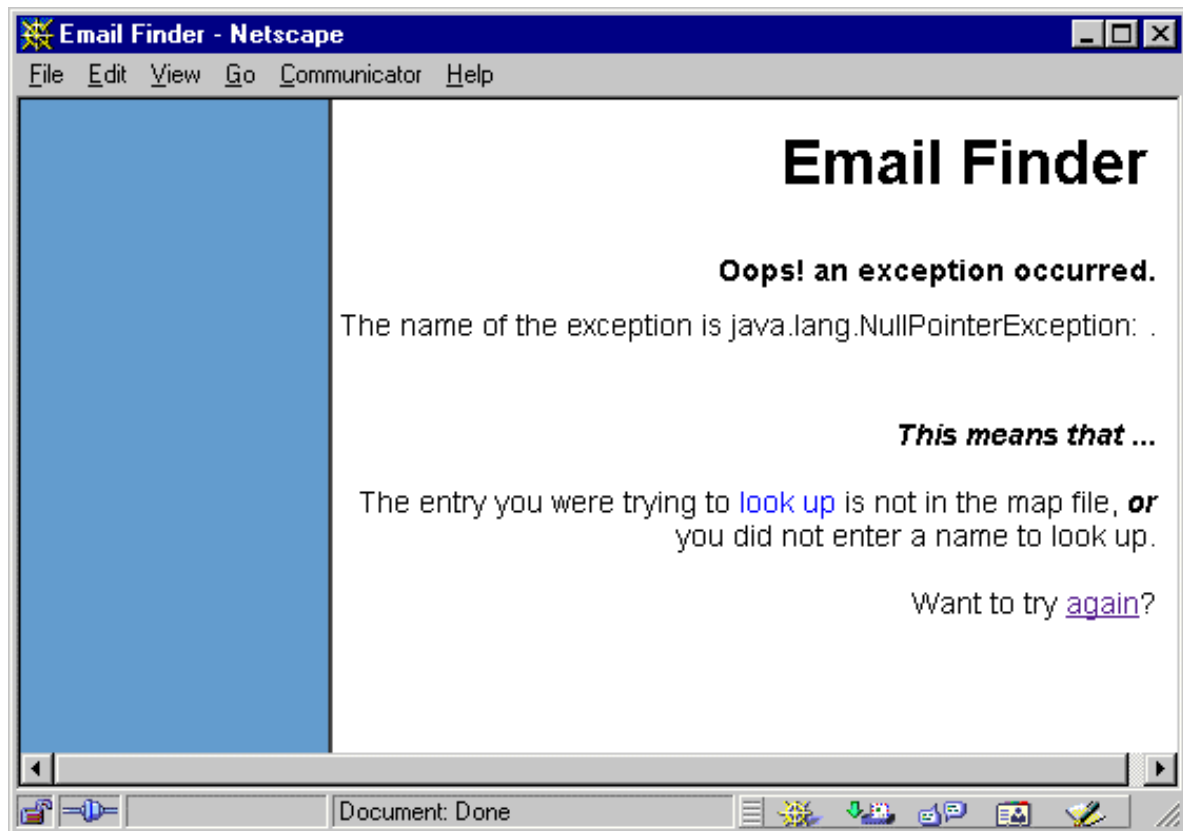 Email Finder - Netscape
File Edit View Go Communicator Help
Email Finder
Oops! an exception occurred.
The name of the exception is java.lang.NullPointerException: .
This means that ...
The entry you were trying to look up is not in the map file, or
you did not enter a name to look up.
Want to try again?
Document: Done